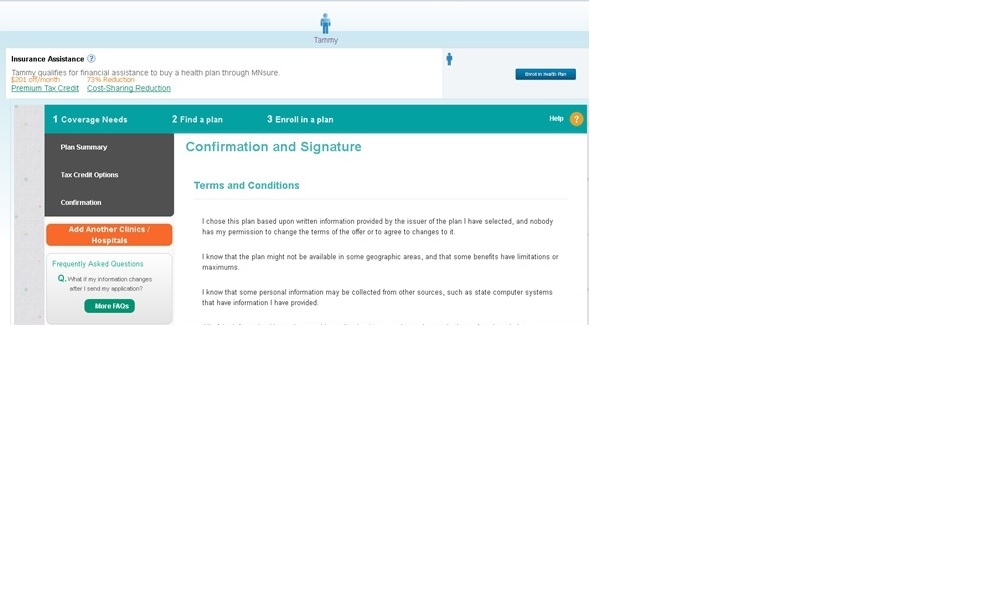 Tammy
Insurance Assistance ?
Tammy qualifies for financial assistance to buy a health plan through MNsure.
$201 off/month 73% Reduction
Premium Tax Credit Cost-Sharing Reduction
Enroll in Health Plan
1 Coverage Needs 2 Find a plan 3 Enroll in a plan Help ?
Plan Summary
Tax Credit Options
Confirmation
Add Another Clinics /
Hospitals
Frequently Asked Questions
Q. What if my information changes
after I send my application?
More FAQs
Confirmation and Signature
Terms and Conditions
I chose this plan based upon written information provided by the issuer of the plan I have selected, and nobody
has my permission to change the terms of the offer or to agree to changes to it.
I know that the plan might not be available in some geographic areas, and that some benefits have limitations or
maximums.
I know that some personal information may be collected from other sources, such as state computer systems
that have information I have provided.